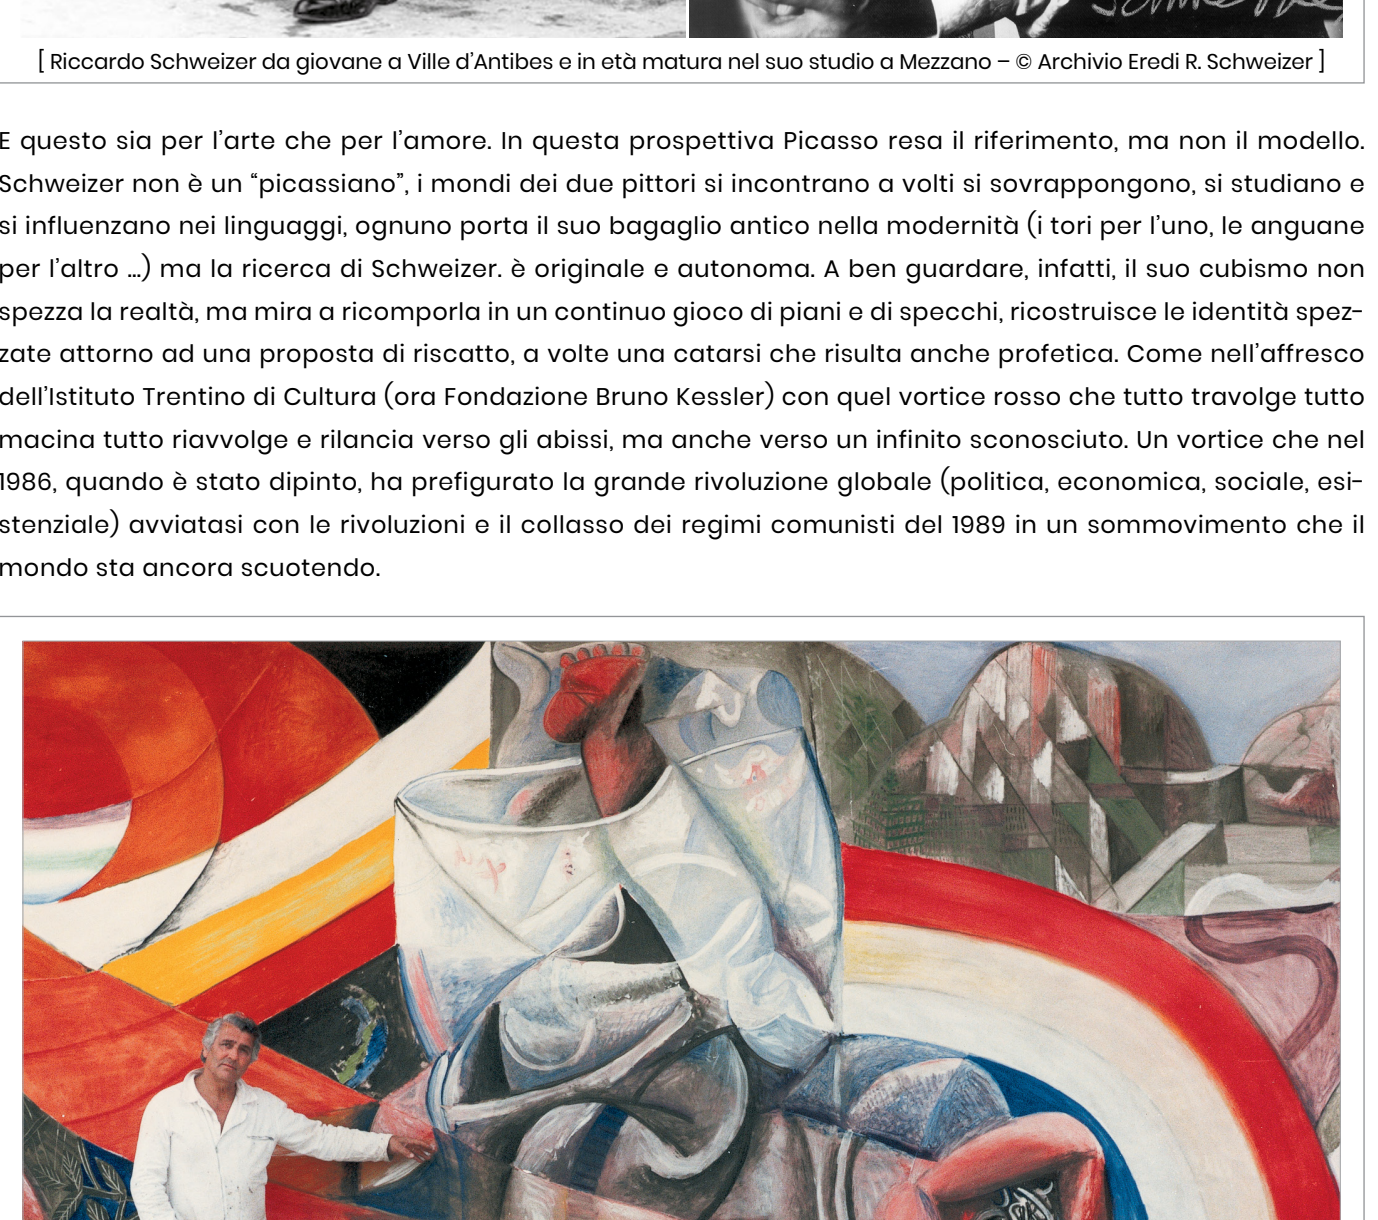 Schweizer
[ Riccardo Schweizer da giovane a Ville d’Antibes e in età matura nel suo studio a Mezzano – © Archivio Eredi R. Schweizer ]
E questo sia per l’arte che per l’amore. In questa prospettiva Picasso resa il riferimento, ma non il modello.
Schweizer non è un “picassiano”, i mondi dei due pittori si incontrano a volti si sovrappongono, si studiano e
si influenzano nei linguaggi, ognuno porta il suo bagaglio antico nella modernità (i tori per l’uno, le anguane
per l’altro …) ma la ricerca di Schweizer. è originale e autonoma. A ben guardare, infatti, il suo cubismo non
spezza la realtà, ma mira a ricomporla in un continuo gioco di piani e di specchi, ricostruisce le identità spez-
zate attorno ad una proposta di riscatto, a volte una catarsi che risulta anche profetica. Come nell’affresco
dell’Istituto Trentino di Cultura (ora Fondazione Bruno Kessler) con quel vortice rosso che tutto travolge tutto
macina tutto riavvolge e rilancia verso gli abissi, ma anche verso un infinito sconosciuto. Un vortice che nel
1986, quando è stato dipinto, ha prefigurato la grande rivoluzione globale (politica, economica, sociale, esi-
stenziale) avviatasi con le rivoluzioni e il collasso dei regimi comunisti del 1989 in un sommovimento che il
mondo sta ancora scuotendo.